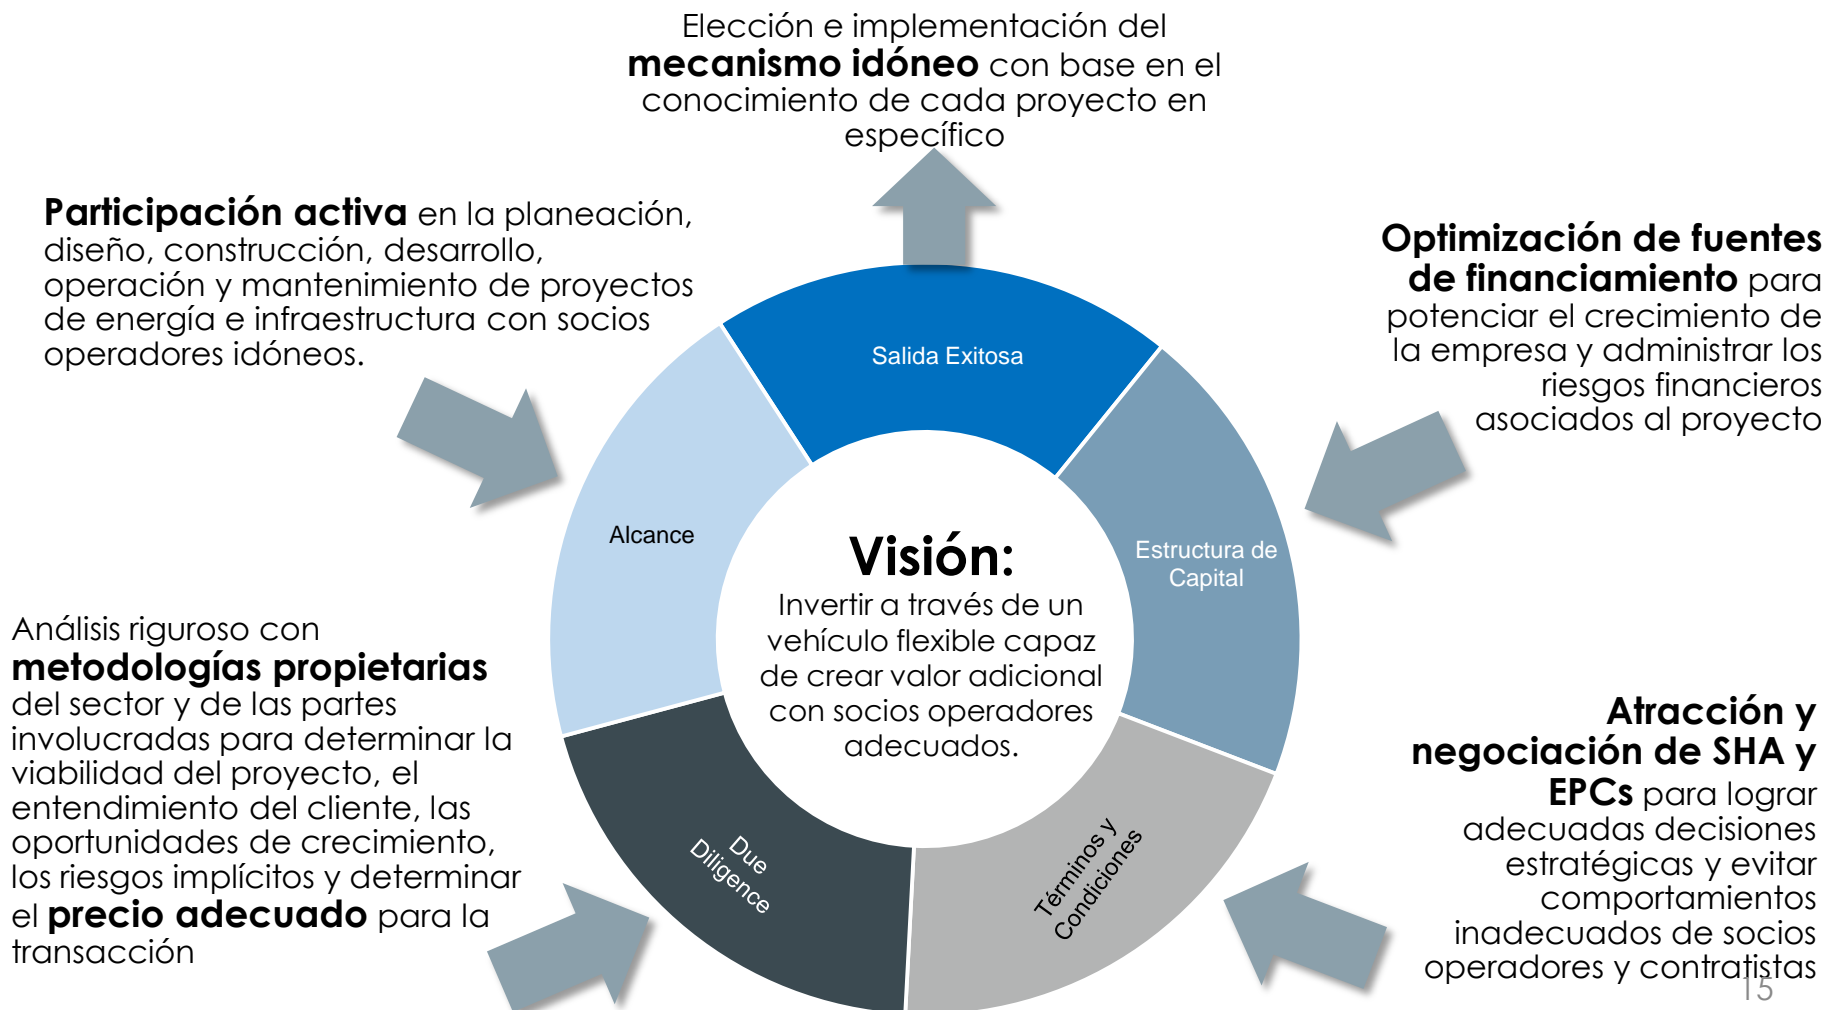 Elección e implementación del
mecanismo idóneo con base en el
conocimiento de cada proyecto en
específico
Participación activa en la planeación,
diseño, construcción, desarrollo,
operación y mantenimiento de proyectos
de energía e infraestructura con socios
operadores idóneos.
Optimización de fuentes
de financiamiento para
potenciar el crecimiento de
la empresa y administrar los
riesgos financieros
asociados al proyecto
Salida Exitosa
Alcance
Estructura de
Capital
Visión:
Invertir a través de un
vehículo flexible capaz
de crear valor adicional
con socios operadores
adecuados.
Análisis riguroso con
metodologías propietarias
del sector y de las partes
involucradas para determinar la
viabilidad del proyecto, el
entendimiento del cliente, las
oportunidades de crecimiento,
los riesgos implícitos y determinar
el precio adecuado para la
transacción
Due
Diligence
Términos y
Condiciones
Atracción y
negociación de SHA y
EPCs para lograr
adecuadas decisiones
estratégicas y evitar
comportamientos
inadecuados de socios
operadores y contratistas
15